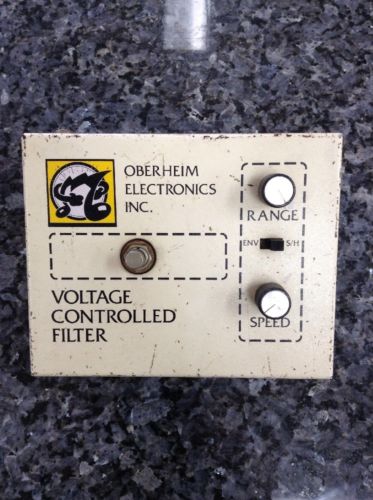 OBERHEIM
ELECTRONICS
INC.
RANGE
ENV S/H
SPEED
VOLTAGE
CONTROLLED
FILTER